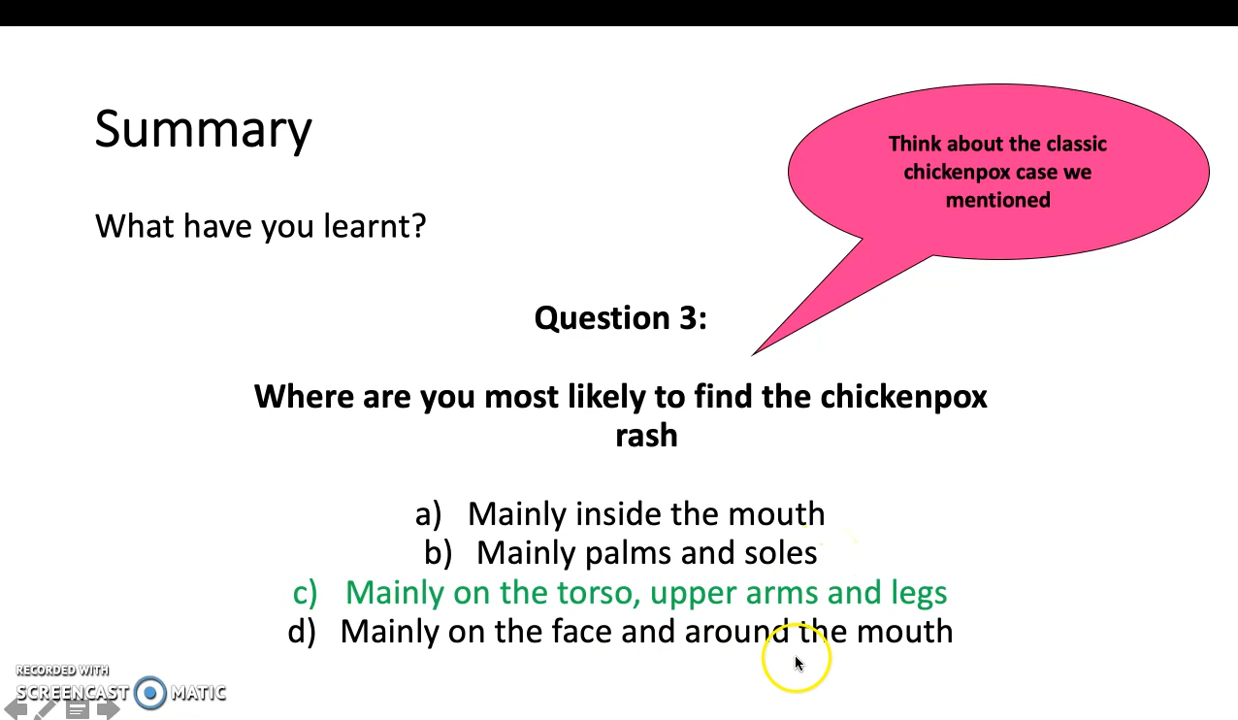 Summary
Think about the classic
chickenpox case we
mentioned
What have you learnt?
Question 3:
Where are you most likely to find the chickenpox
rash
a) Mainly inside the mouth
b) Mainly palms and soles
c) Mainly on the torso, upper arms and legs
d) Mainly on the face and around the mouth
RECORDED WITH
SCREENCAST MATIC